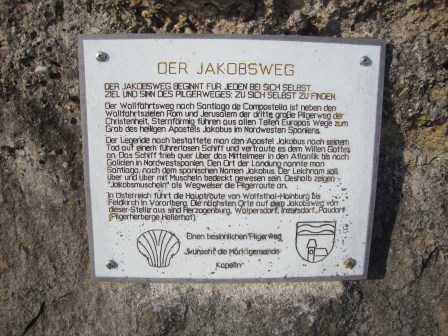 DER JAKOBSWEG
DER JAKOBSWEG BEGINNT FÜR JEDEN BEI SICH SELBST
ZIEL UND SINN DES PILGERWEGES: ZU SICH SELBST ZU FINDEN.
Der Wallfahrtsweg nach Santiago de Compostella ist neben den
Wallfahrtszielen Rom und Jerusalem der dritte große Pilgerweg der
Christenheit. Sternförmig führen aus allen Teilen Europas Wege zum
Grab des heiligen Apostels Jakobus im Nordwesten Spaniens.
Der Legende nach bestattete man den Apostel Jakobus nach seinem
Tod auf einem führerlosen Schiff und vertraute es dem Willen Gottes
an. Das Schiff trieb quer über das Mittelmeer in den Atlantik bis nach
Galicien in Nordwestspanien. Den Ort der Landung nannte man
Santiago, nach dem spanischen Namen Jakobus. Der Leichnam soll
über und über mit Muscheln bedeckt gewesen sein. Deshalb zeigen
"Jakobsmuscheln" als Wegweiser die Pilgerroute an.
In Österreich führt die Hauptroute von Wolfsthal-Hainburg bis
Feldkirch in Vorarlberg. Die nächsten Orte auf dem Jakobsweg von
dieser Stelle aus sind Herzogenburg, Walpersdorf, Inzersdorf, Paudorf
(Pilgerherberge Hellerhof).
Einen besinnlichen Pilgerweg
wünscht die Marktgemeinde
Kapelln